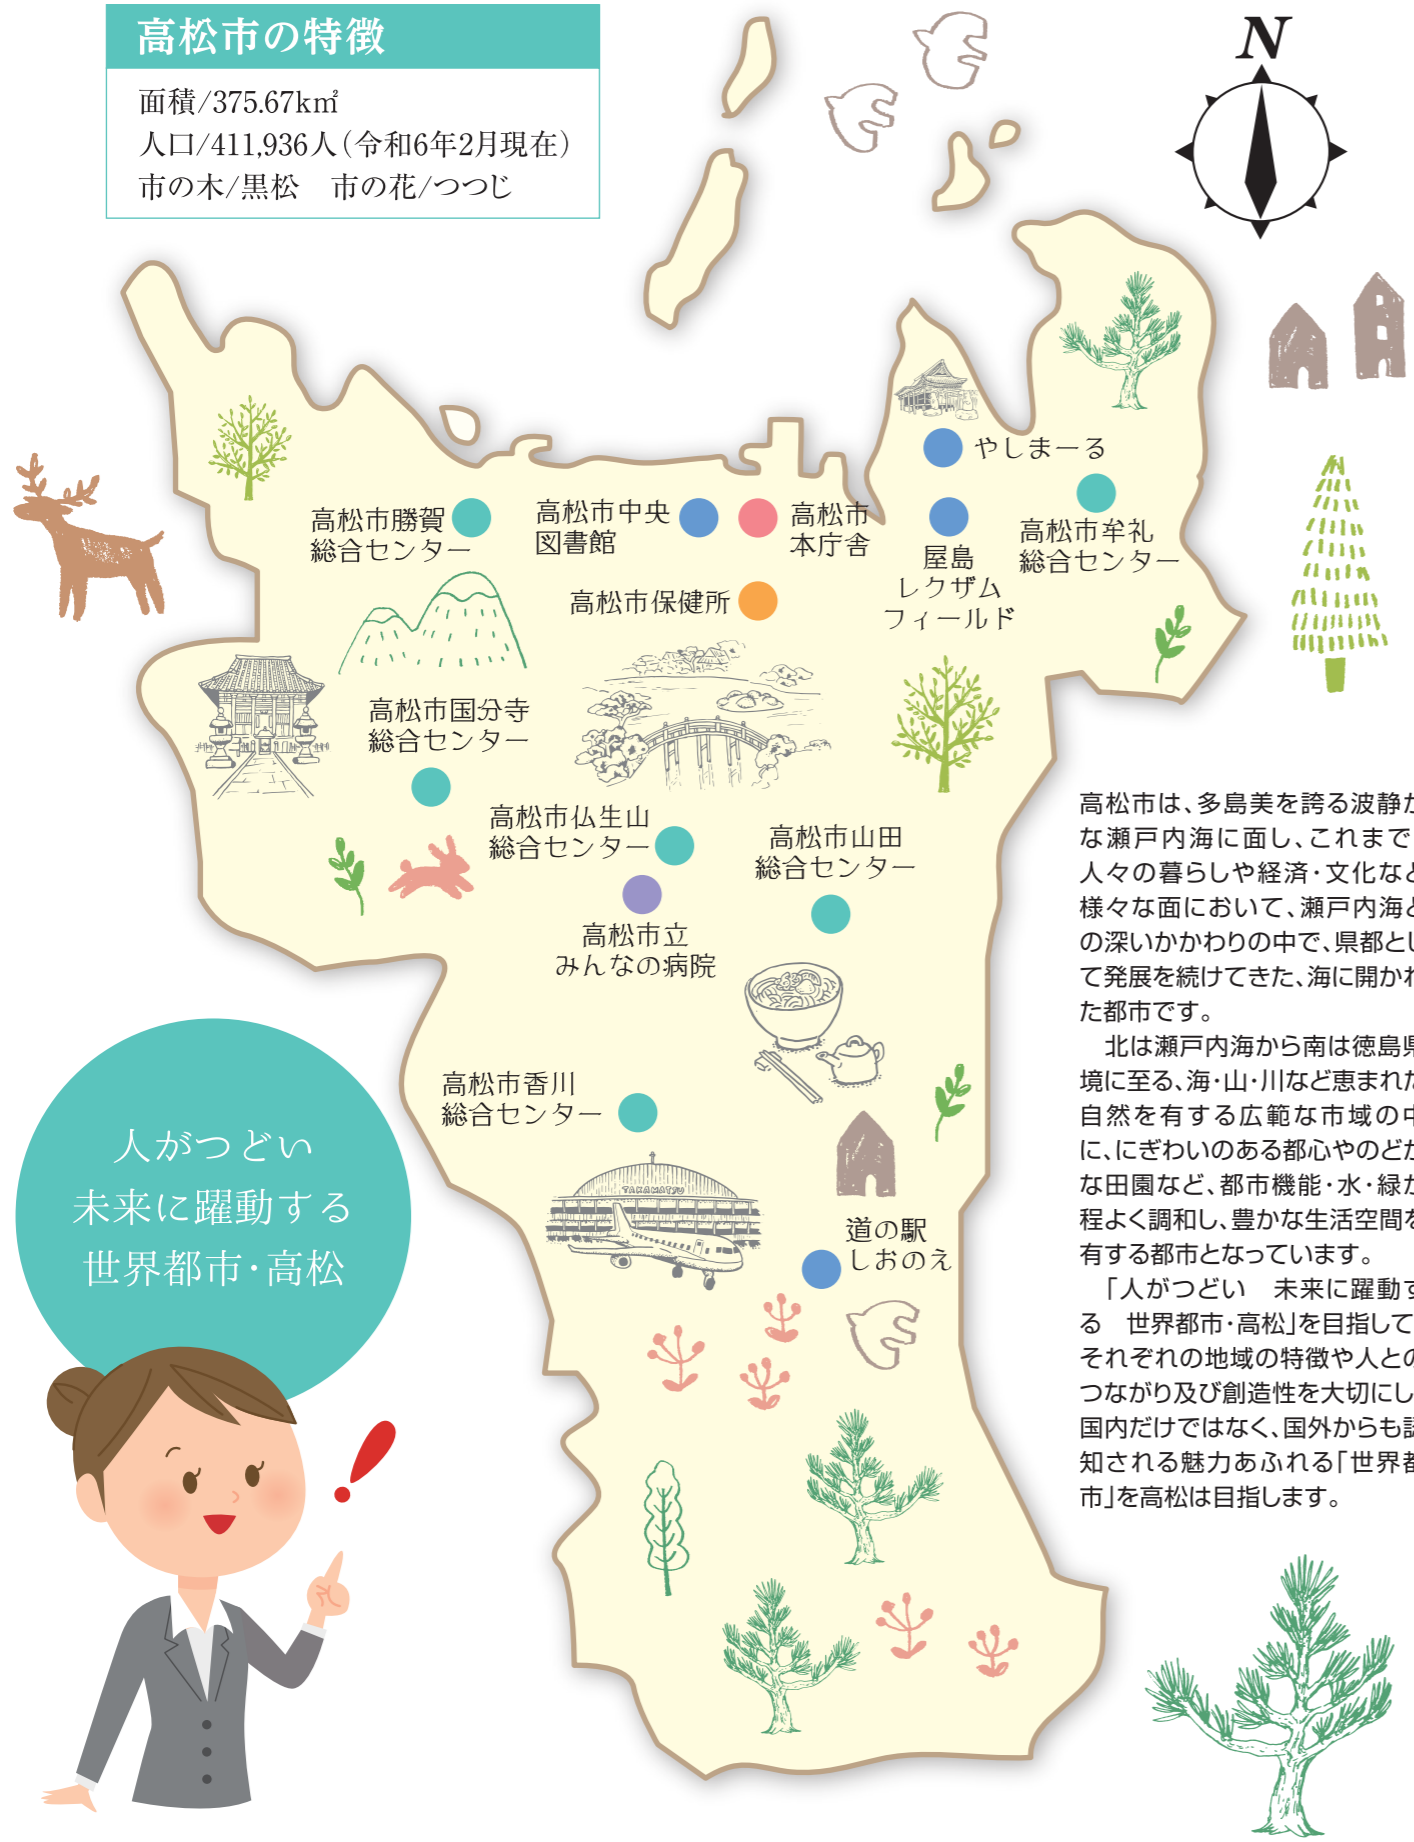 高松市の特徴
面積/375.67k㎡
人口/411,936人（令和6年2月現在）
市の木/黒松　市の花/つつじ
N
やしまーる
高松市勝賀
総合センター
高松市中央
図書館
高松市
本庁舎
高松市牟礼
総合センター
屋島
レクザム
フィールド
高松市保健所
高松市国分寺
総合センター
高松市仏生山
総合センター
高松市山田
総合センター
高松市立
みんなの病院
高松市香川
総合センター
TAKAMATSU
道の駅
しおのえ
人がつどい
未来に躍動する
世界都市・高松
高松市は、多島美を誇る波静か
な瀬戸内海に面し、これまで
人々の暮らしや経済・文化など
様々な面において、瀬戸内海と
の深いかかわりの中で、県都とし
て発展を続けてきた、海に開かれ
た都市です。
　北は瀬戸内海から南は徳島県
境に至る、海・山・川など恵まれた
自然を有する広範な市域の中
に、にぎわいのある都心やのどか
な田園など、都市機能・水・緑が
程よく調和し、豊かな生活空間を
有する都市となっています。
　「人がつどい　未来に躍動す
る　世界都市・高松」を目指して
それぞれの地域の特徴や人との
つながり及び創造性を大切にし
国内だけではなく、国外からも認
知される魅力あふれる「世界都
市」を高松は目指します。